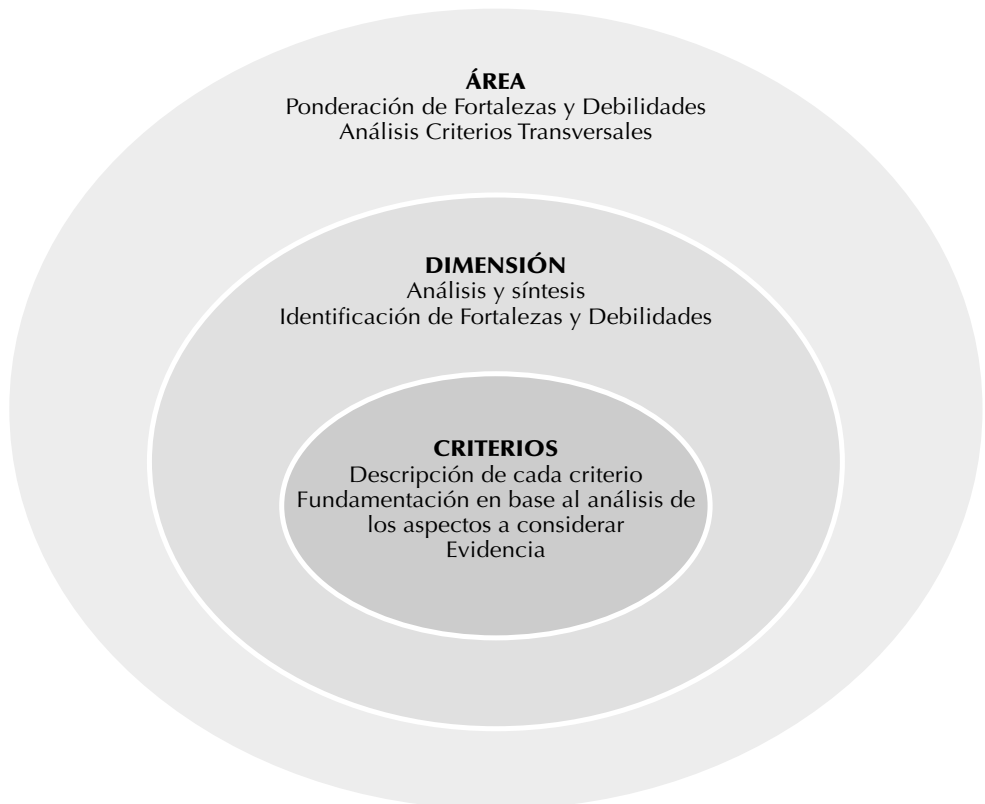 ÁREA
Ponderación de Fortalezas y Debilidades
Análisis Criterios Transversales
DIMENSIÓN
Análisis y síntesis
Identificación de Fortalezas y Debilidades
CRITERIOS
Descripción de cada criterio
Fundamentación en base al análisis de
los aspectos a considerar
Evidencia